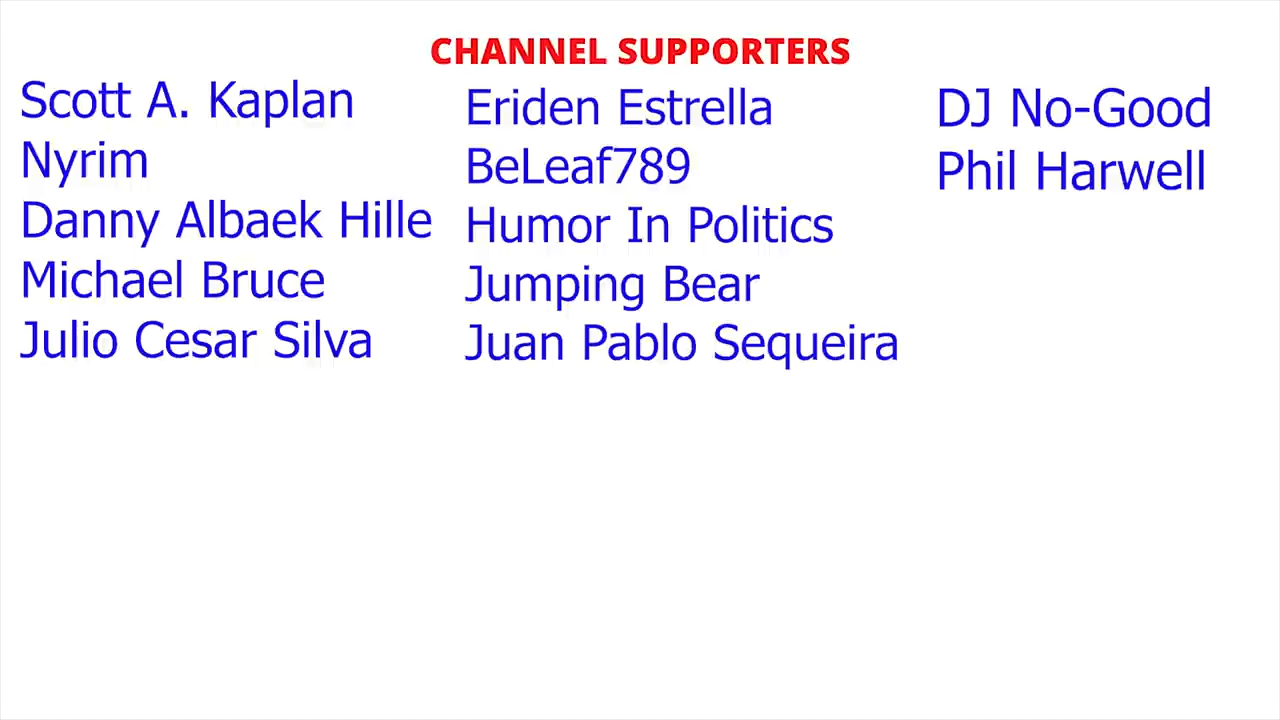 CHANNEL SUPPORTERS
Scott A. Kaplan
Nyrim
Danny Albaek Hille
Michael Bruce
Julio Cesar Silva
Eriden Estrella
BeLeaf789
Humor In Politics
Jumping Bear
Juan Pablo Sequeira
DJ No-Good
Phil Harwell